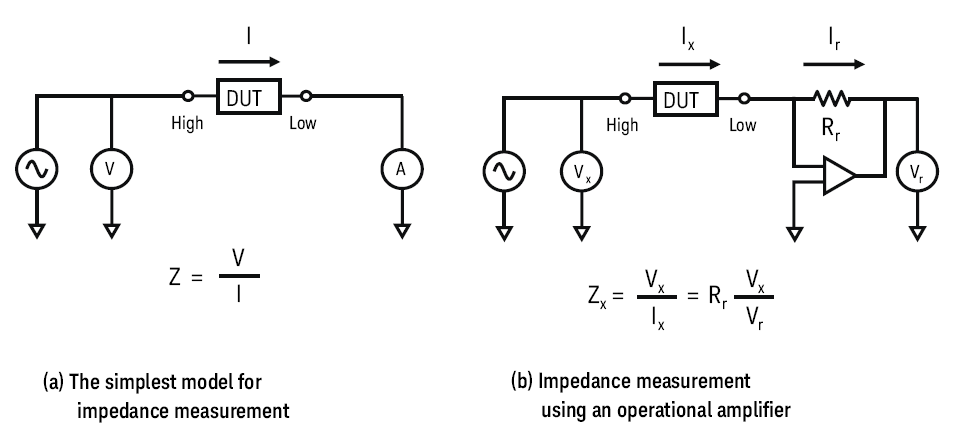 I
DUT
High
Low
V
A
Z = V / I
(a) The simplest model for
impedance measurement
Ix
Ir
DUT
High
Low
Rr
Vx
Vr
Zx = Vx / Ix = Rr Vx / Vr
(b) Impedance measurement
using an operational amplifier